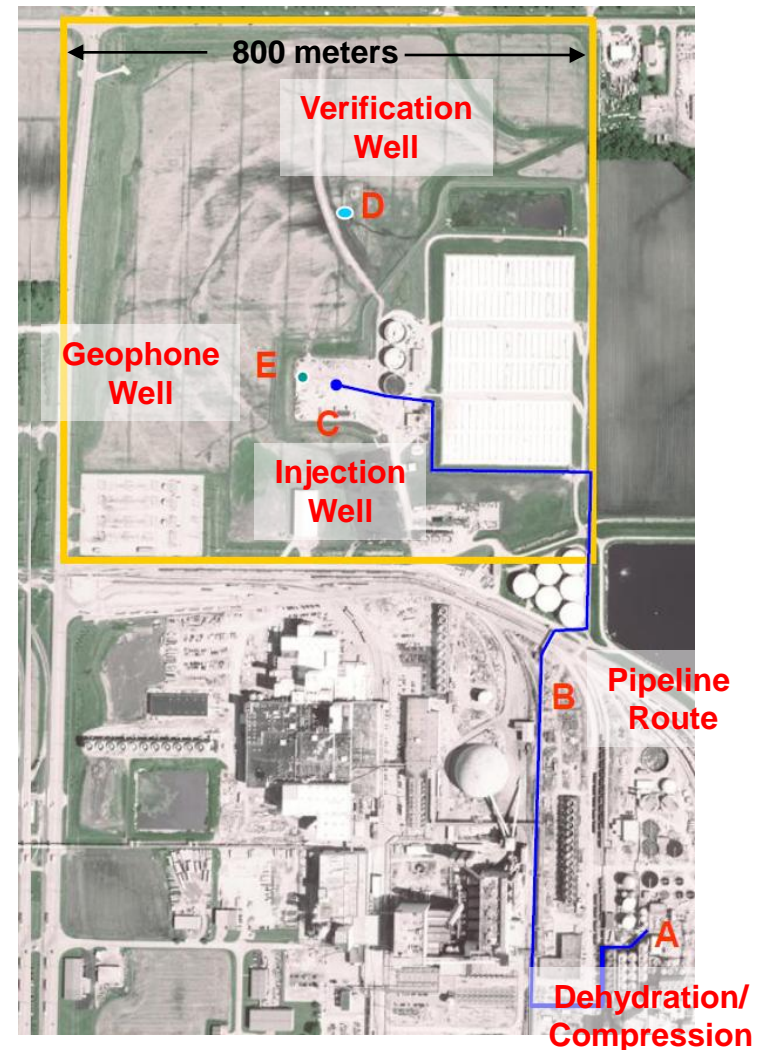 800 meters
Verification
Well
D
Geophone
Well
E
C
Injection
Well
B
Pipeline
Route
A
Dehydration/
Compression